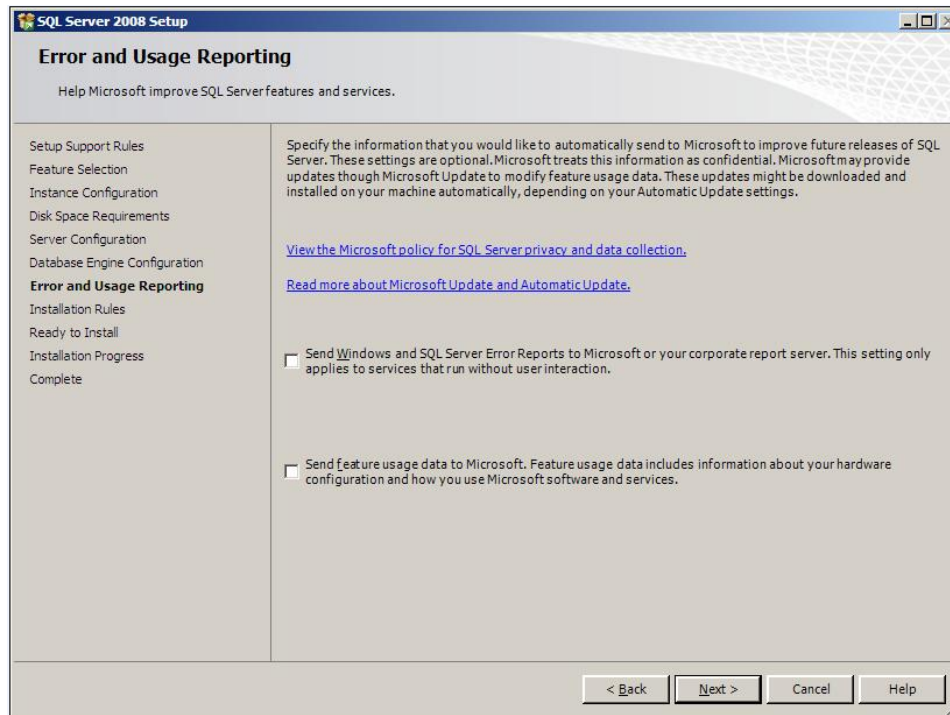 SQL Server 2008 Setup
Error and Usage Reporting
Help Microsoft improve SQL Server features and services.
Setup Support Rules
Feature Selection
Instance Configuration
Disk Space Requirements
Server Configuration
Database Engine Configuration
Error and Usage Reporting
Installation Rules
Ready to Install
Installation Progress
Complete
Specify the information that you would like to automatically send to Microsoft to improve future releases of SQL
Server. These settings are optional. Microsoft treats this information as confidential. Microsoft may provide
updates though Microsoft Update to modify feature usage data. These updates might be downloaded and
installed on your machine automatically, depending on your Automatic Update settings.
View the Microsoft policy for SQL Server privacy and data collection.
Read more about Microsoft Update and Automatic Update.
Send Windows and SQL Server Error Reports to Microsoft or your corporate report server. This setting only
applies to services that run without user interaction.
Send feature usage data to Microsoft. Feature usage data includes information about your hardware
configuration and how you use Microsoft software and services.
< Back
Next >
Cancel
Help